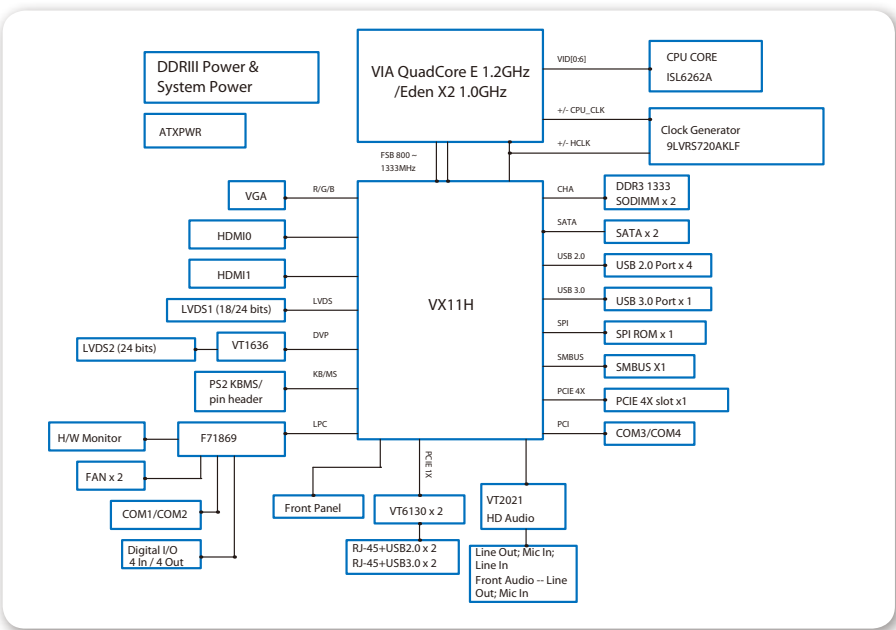 DDRIII Power &
System Power
ATXPWR
VIA QuadCore E 1.2GHz
/Eden X2 1.0GHz
VID[0:6]
CPU CORE
ISL6262A
+/- CPU_CLK
+/- HCLK
Clock Generator
9LVRS720AKLF
FSB 800 ~
1333MHz
VGA
R/G/B
HDMI0
HDMI1
LVDS1 (18/24 bits)
LVDS
LVDS2 (24 bits)
VT1636
DVP
PS2 KBMS/
pin header
KB/MS
H/W Monitor
F71869
LPC
FAN x 2
COM1/COM2
Digital I/O
4 In / 4 Out
VX11H
CHA
DDR3 1333
SODIMM x 2
SATA
SATA x 2
USB 2.0
USB 2.0 Port x 4
USB 3.0
USB 3.0 Port x 1
SPI
SPI ROM x 1
SMBUS
SMBUS X1
PCIE 4X
PCIE 4X slot x1
PCI
COM3/COM4
Front Panel
PCIE 1X
VT6130 x 2
RJ-45+USB2.0 x 2
RJ-45+USB3.0 x 2
VT2021
HD Audio
Line Out; Mic In;
Line In
Front Audio -- Line
Out; Mic In